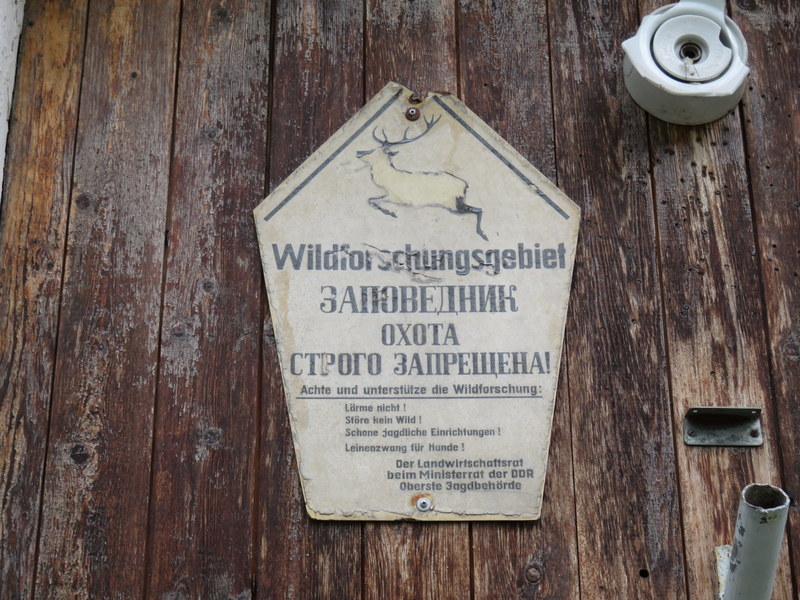 Wildforschungsgebiet
ЗАПОВЕДНИК
ОХОТА
СТРОГО ЗАПРЕЩЕНА!
Achte und unterstütze die Wildforschung:
Lärme nicht!
Störe kein Wild!
Schone jagdliche Einrichtungen!
Leinenzwang für Hunde!
Der Landwirtschaftsrat
beim Ministerrat der DDR
Oberste Jagdbehörde